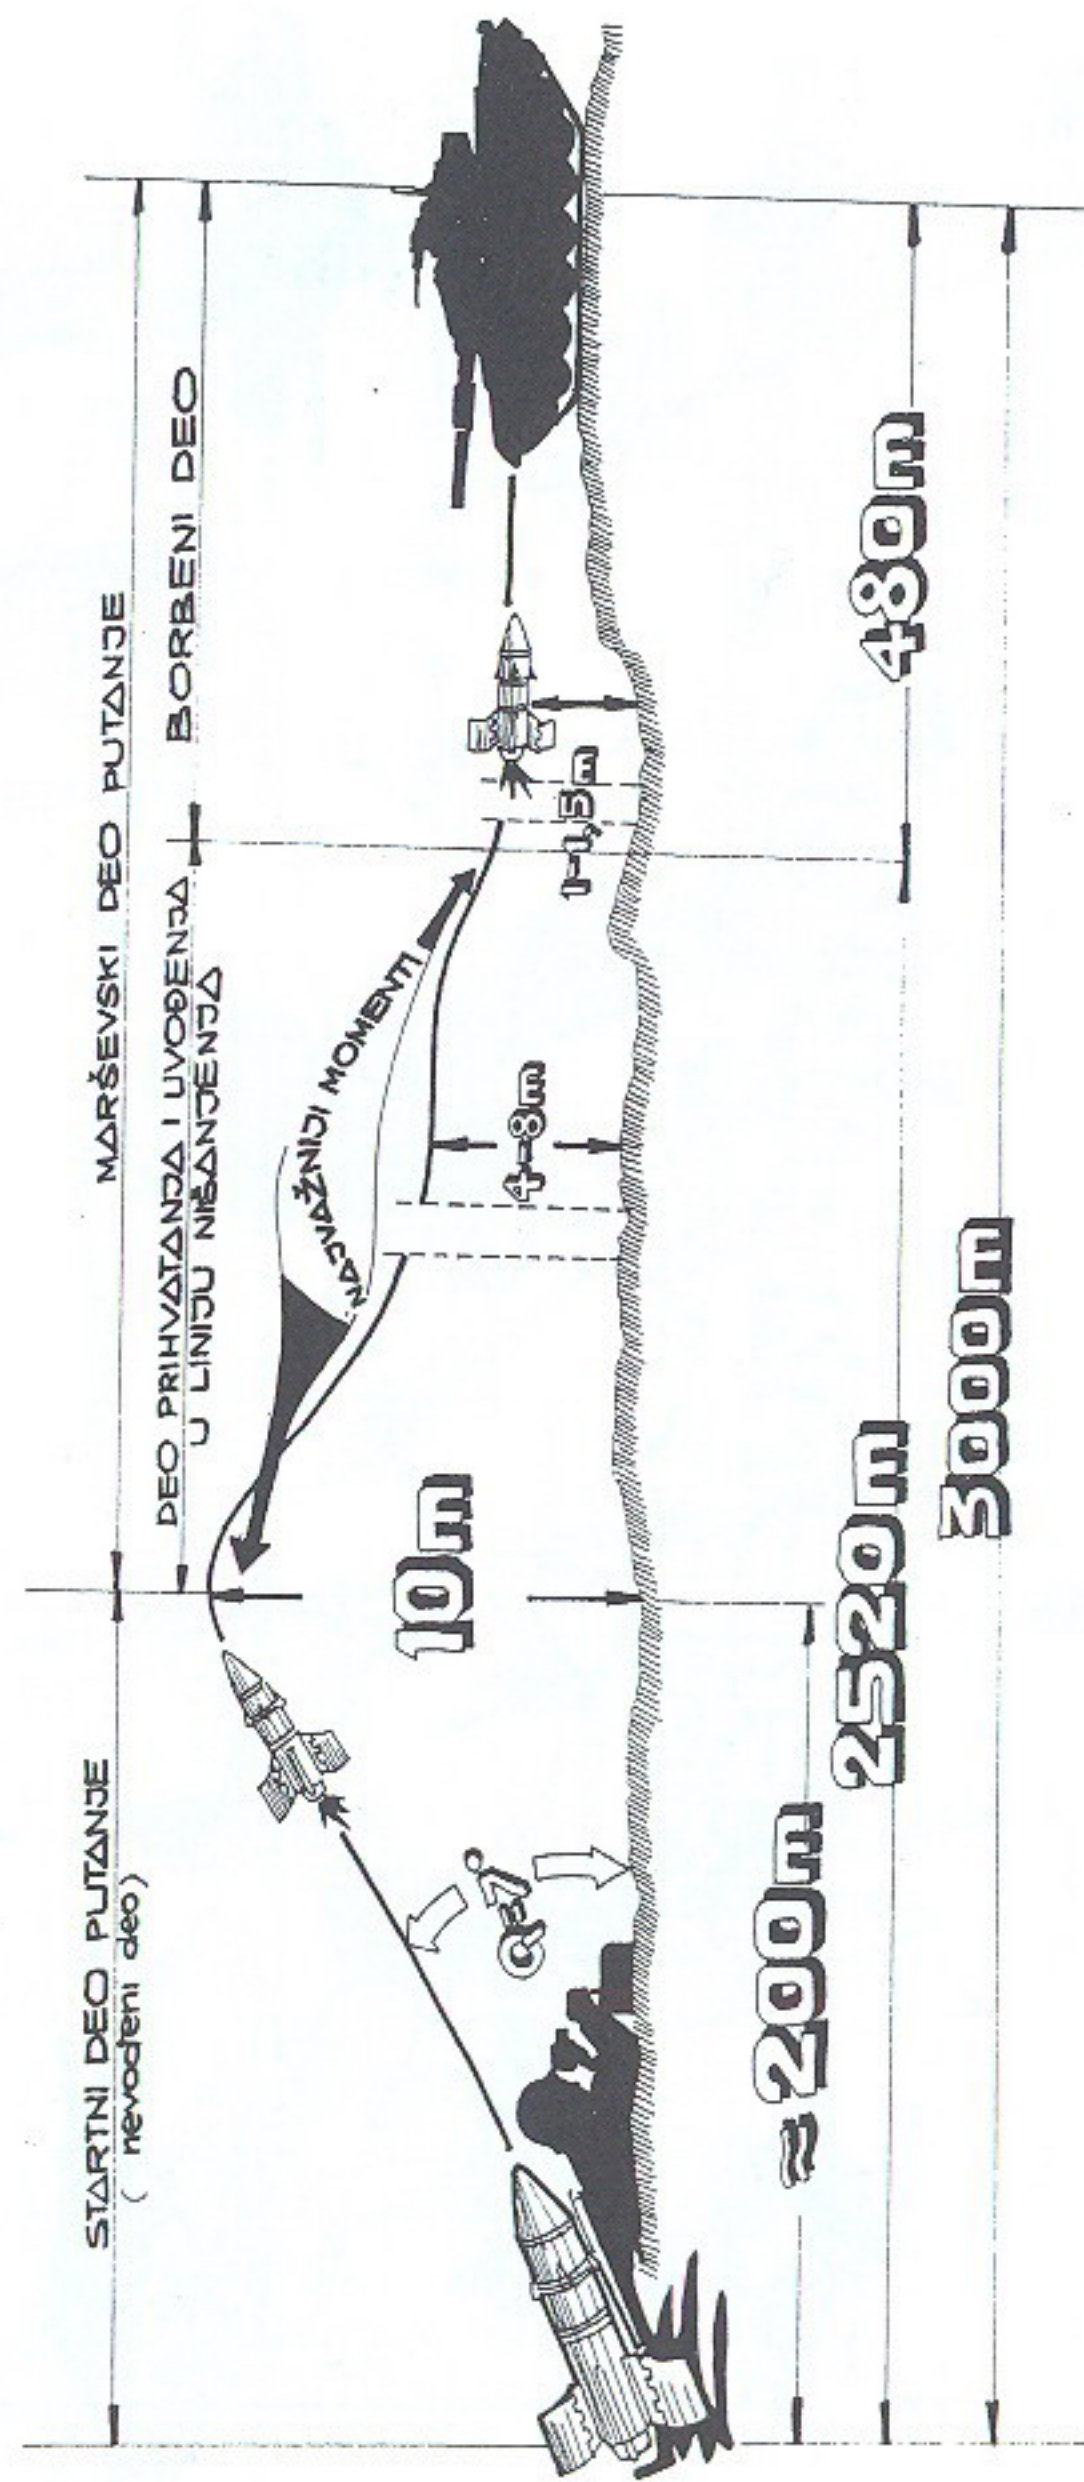 STARTNI DEO PUTANJE
( nevođeni deo)
MARŠEVSKI DEO PUTANJE
DEO PRIHVATANJA I UVOĐENJA
U LINIJU NIŠANJENJA
BORBENI DEO
NAJVAŽNIJI MOMENTI
10m
4-8m
1-1,5m
≈ 200m
2520m
480m
3000m